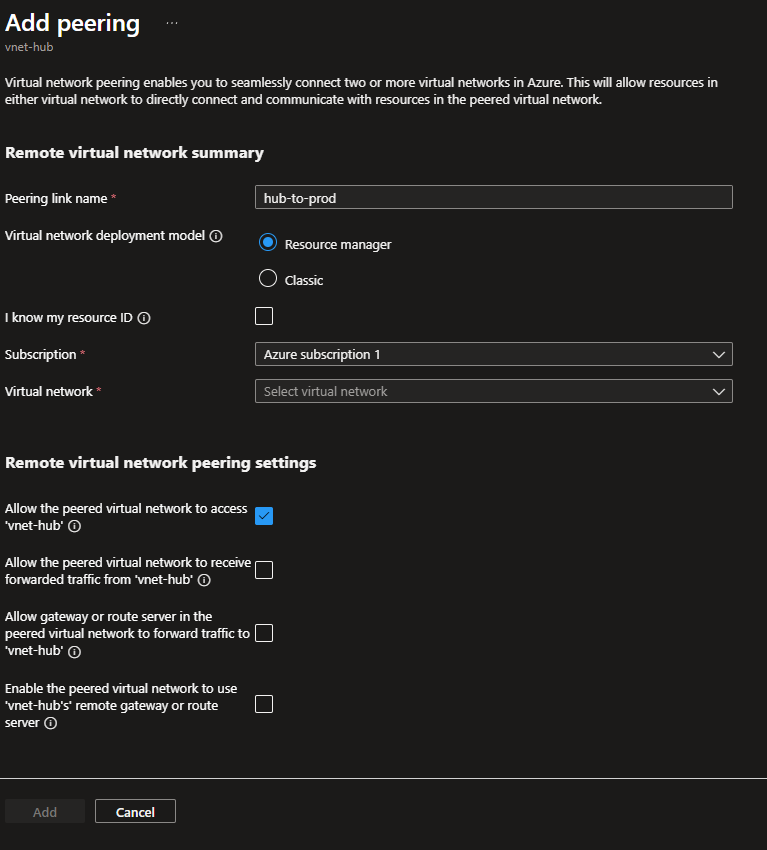 Add peering ...
vnet-hub
Virtual network peering enables you to seamlessly connect two or more virtual networks in Azure. This will allow resources in
either virtual network to directly connect and communicate with resources in the peered virtual network.
Remote virtual network summary
Peering link name *
hub-to-prod
Virtual network deployment model
Resource manager
Classic
I know my resource ID
Subscription *
Azure subscription 1
Virtual network *
Select virtual network
Remote virtual network peering settings
Allow the peered virtual network to access
'vnet-hub'
Allow the peered virtual network to receive
forwarded traffic from 'vnet-hub'
Allow gateway or route server in the
peered virtual network to forward traffic to
'vnet-hub'
Enable the peered virtual network to use
'vnet-hub's' remote gateway or route
server
Add
Cancel